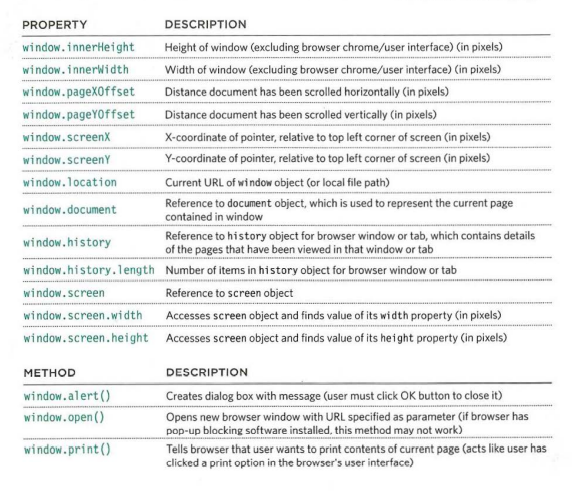 PROPERTY DESCRIPTION
window.innerHeight Height of window (excluding browser chrome/user interface) (in pixels)
window.innerWidth Width of window (excluding browser chrome/user interface) (in pixels)
window.pageXOffset Distance document has been scrolled horizontally (in pixels)
window.pageYOffset Distance document has been scrolled vertically (in pixels)
window.screenX X-coordinate of pointer, relative to top left corner of screen (in pixels)
window.screenY Y-coordinate of pointer, relative to top left corner of screen (in pixels)
window.location Current URL of window object (or local file path)
window.document Reference to document object, which is used to represent the current page
contained in window
window.history Reference to history object for browser window or tab, which contains details
of the pages that have been viewed in that window or tab
window.history.length Number of items in history object for browser window or tab
window.screen Reference to screen object
window.screen.width Accesses screen object and finds value of its width property (in pixels)
window.screen.height Accesses screen object and finds value of its height property (in pixels)
METHOD DESCRIPTION
window.alert() Creates dialog box with message (user must click OK button to close it)
window.open() Opens new browser window with URL specified as parameter (if browser has
pop-up blocking software installed, this method may not work)
window.print() Tells browser that user wants to print contents of current page (acts like user has
clicked a print option in the browser's user interface)